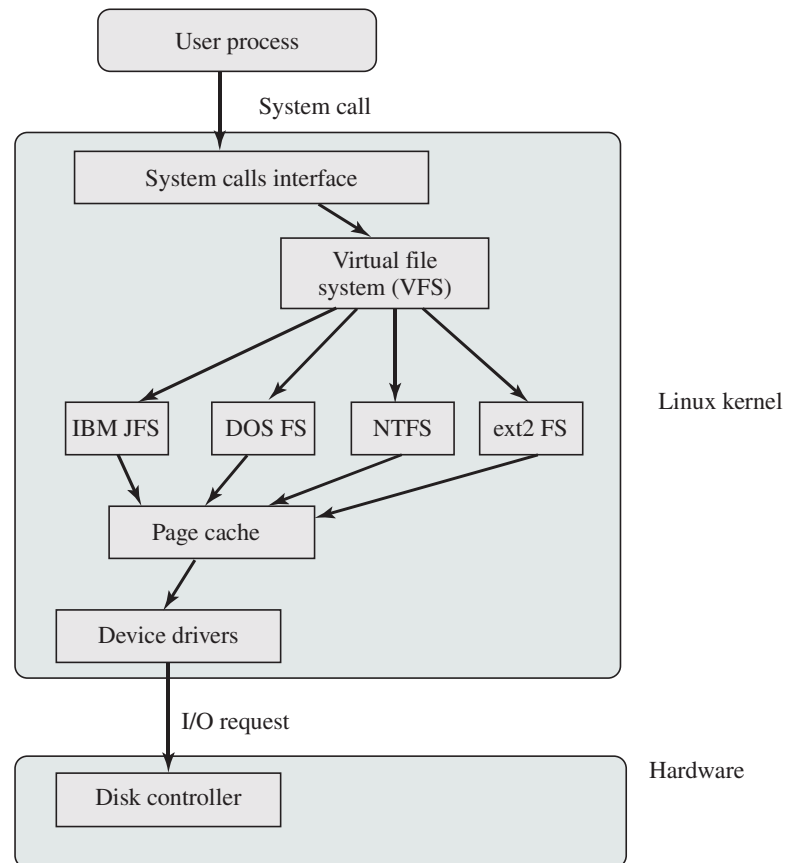 User process
System call
System calls interface
Virtual file
system (VFS)
Linux kernel
IBM JFS
DOS FS
NTFS
ext2 FS
Page cache
Device drivers
I/O request
Hardware
Disk controller